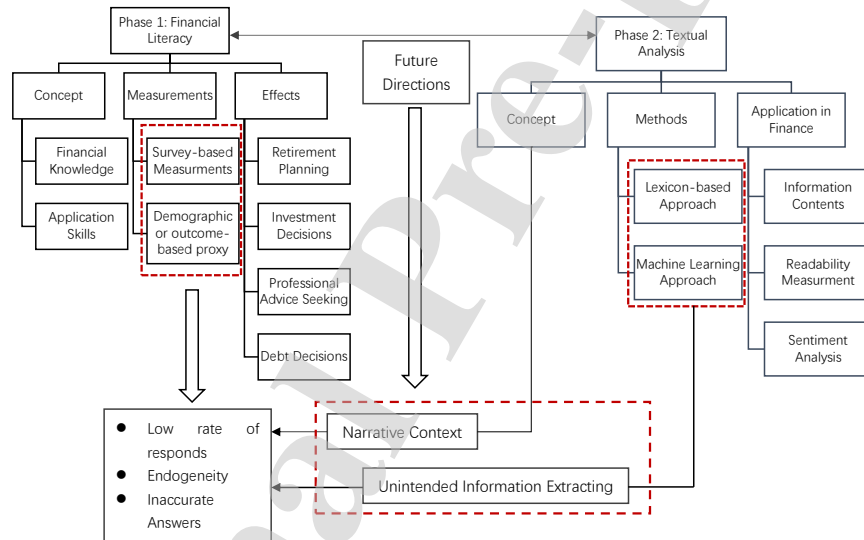 Phase 1: Financial
Literacy
Phase 2: Textual
Analysis
Future
Directions
Concept
Measurements
Effects
Concept
Methods
Application in
Finance
Financial
Knowledge
Survey-based
Measurments
Retirement
Planning
Lexicon-based
Approach
Information
Contents
Application
Skills
Demographic
or outcome-
based proxy
Investment
Decisions
Machine Learning
Approach
Readability
Measurment
Professional
Advice Seeking
Sentiment
Analysis
Debt Decisions
● Low rate of
responds
● Endogeneity
● Inaccurate
Answers
Narrative Context
Unintended Information Extracting
nal Pre-